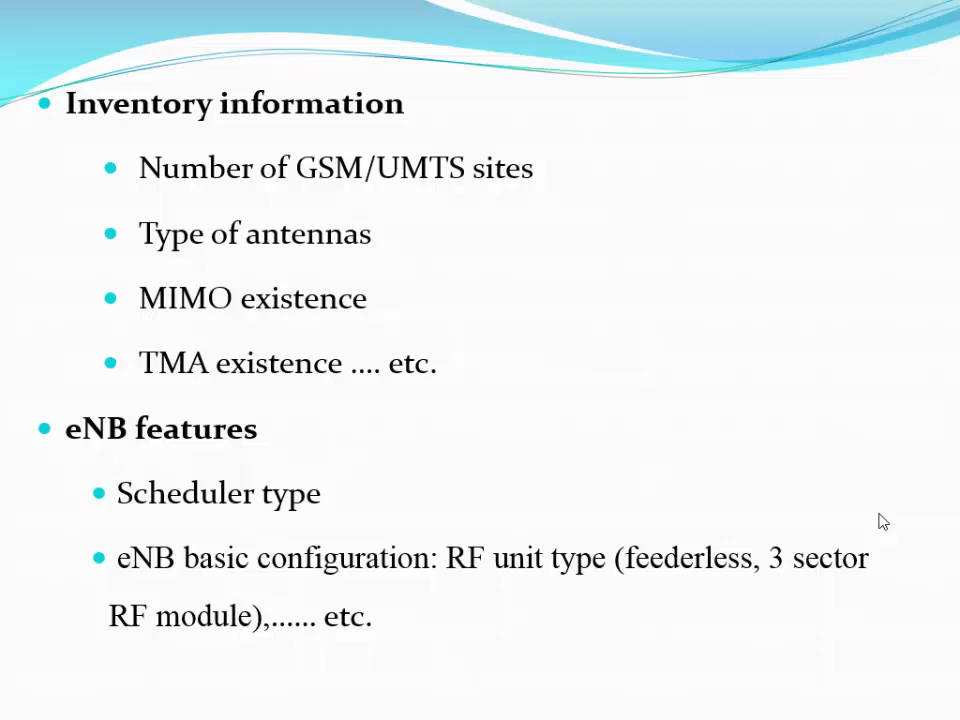 • Inventory information
• Number of GSM/UMTS sites
• Type of antennas
• MIMO existence
• TMA existence .... etc.
• eNB features
• Scheduler type
• eNB basic configuration: RF unit type (feederless, 3 sector
RF module),...... etc.